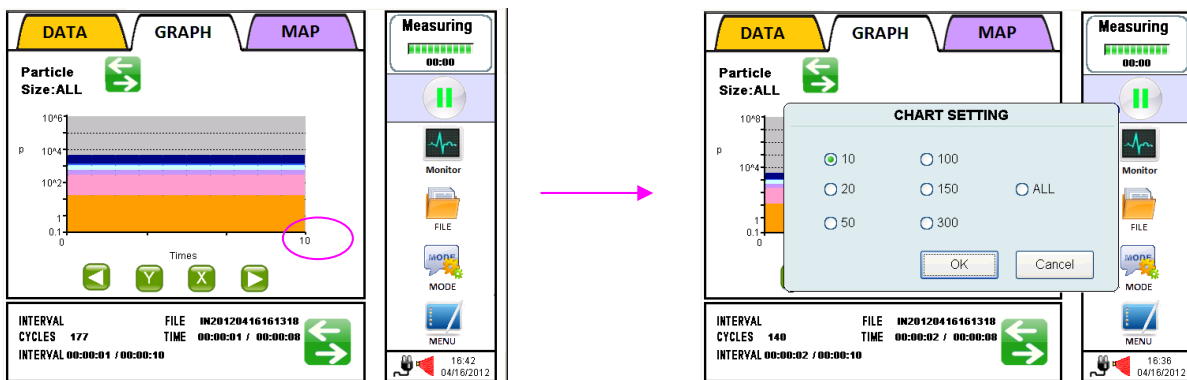 DATA GRAPH MAP
Measuring
00:00
Particle
Size:ALL
10^6
p 10^4
10^2
1
0.1
0 10
Times
Y X
Monitor
FILE
MODE
MODE
MENU
INTERVAL FILE IN20120416161318
CYCLES 177 TIME 00:00:01 / 00:00:08
INTERVAL 00:00:01 / 00:00:10
16:42
04/16/2012
DATA GRAPH MAP
Measuring
00:00
Particle
Size:ALL
10^8
p
10^4
1
0.1
0
CHART SETTING
10 100
20 150 ALL
50 300
OK Cancel
Monitor
FILE
MODE
MODE
MENU
INTERVAL FILE IN20120416161318
CYCLES 140 TIME 00:00:02 / 00:00:08
INTERVAL 00:00:02 / 00:00:10
16:36
04/16/2012